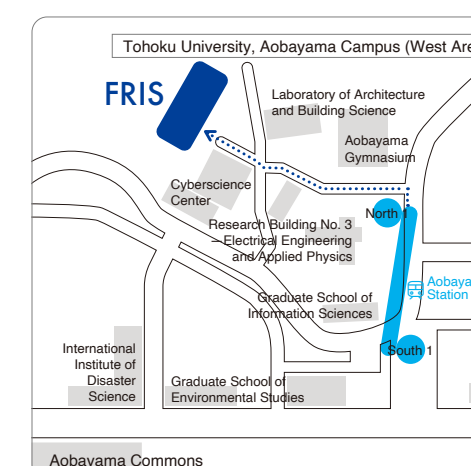 Tohoku University, Aobayama Campus (West Are
FRIS
Laboratory of Architecture
and Building Science
Aobayama
Gymnasium
Cyberscience
Center
North 1
Research Building No. 3
—Electrical Engineering
and Applied Physics
Aobaya
Station
Graduate School of
Information Sciences
South 1
International
Institute of
Disaster
Science
Graduate School of
Environmental Studies
Aobayama Commons